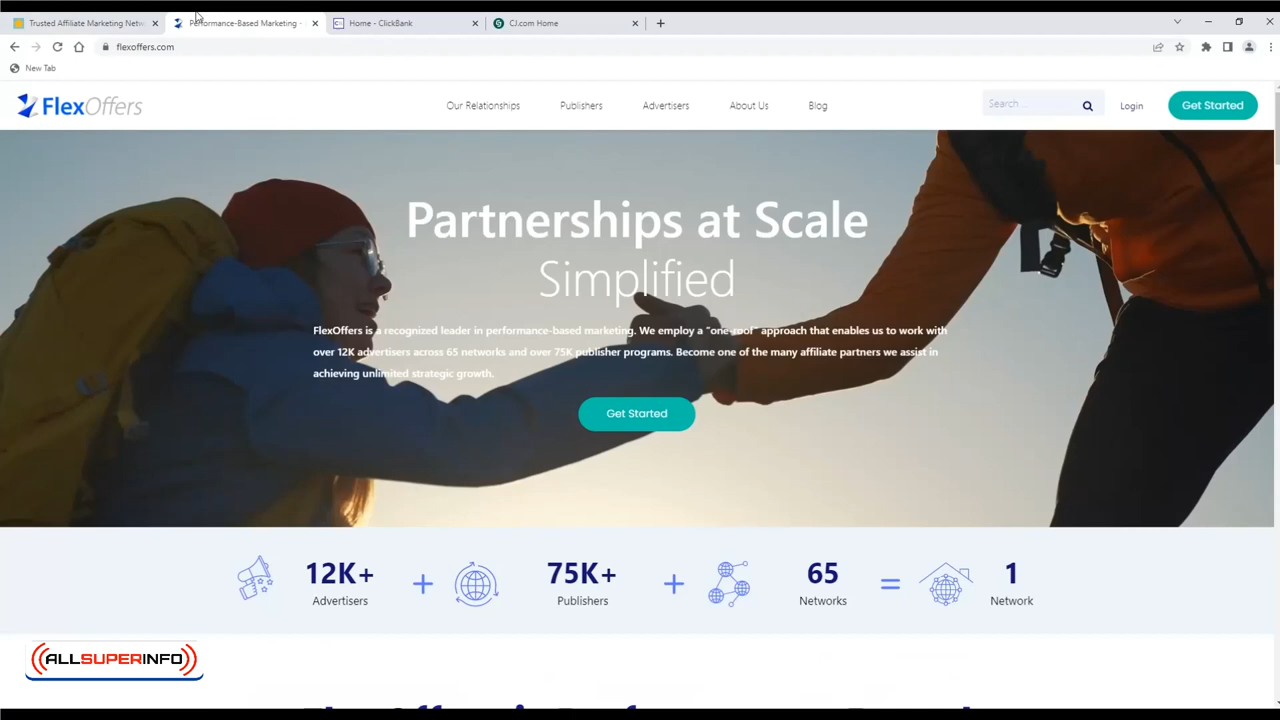 Trusted Affiliate Marketing Netw
Performance-Based Marketing -
Home - ClickBank
CJ.com Home
flexoffers.com
New Tab
FlexOffers
Our Relationships
Publishers
Advertisers
About Us
Blog
Search ...
Login
Get Started
Partnerships at Scale
Simplified
FlexOffers is a recognized leader in performance-based marketing. We employ a "one-roof" approach that enables us to work with
over 12K advertisers across 65 networks and over 75K publisher programs. Become one of the many affiliate partners we assist in
achieving unlimited strategic growth.
Get Started
12K+
Advertisers
+
75K+
Publishers
+
65
Networks
=
1
Network
ALLSUPERINFO